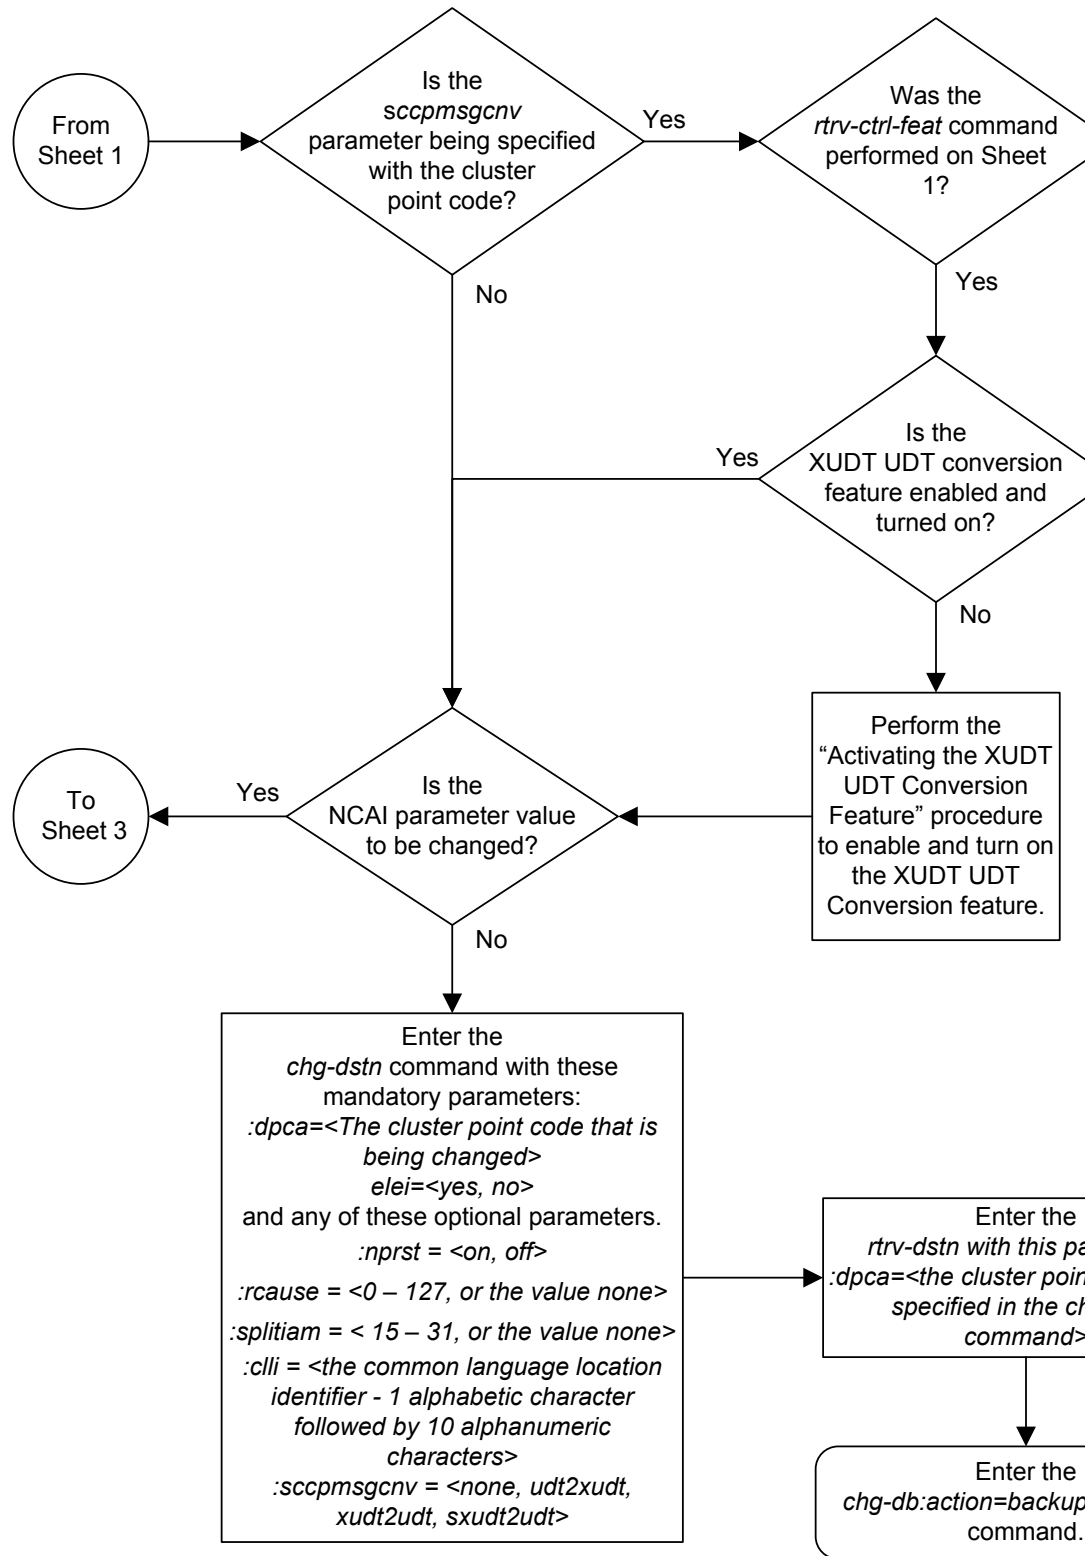 From
Sheet 1
Is the
sccpmsgcnv
parameter being specified
with the cluster
point code?
Yes
Was the
rtrv-ctrl-feat command
performed on Sheet
1?
No
Yes
Is the
XUDT UDT conversion
feature enabled and
turned on?
Yes
No
Perform the
“Activating the XUDT
UDT Conversion
Feature” procedure
to enable and turn on
the XUDT UDT
Conversion feature.
Is the
NCAI parameter value
to be changed?
Yes
To
Sheet 3
No
Enter the
chg-dstn command with these
mandatory parameters:
:dpca=<The cluster point code that is
being changed>
elei=<yes, no>
and any of these optional parameters.
:nprst = <on, off>
:rcause = <0 – 127, or the value none>
:splitiam = < 15 – 31, or the value none>
:clli = <the common language location
identifier - 1 alphabetic character
followed by 10 alphanumeric
characters>
:sccpmsgcnv = <none, udt2xudt,
xudt2udt, sxudt2udt>
Enter the
rtrv-dstn with this pa
:dpca=<the cluster poin
specified in the ch
command>
Enter the
chg-db:action=backup
command.